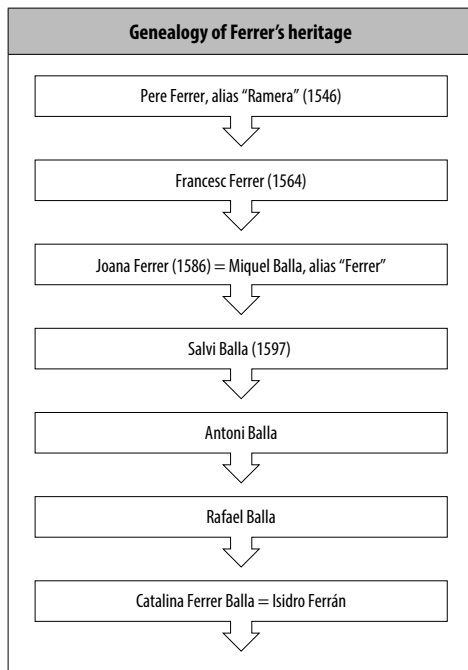 Genealogy of Ferrer’s heritage
Pere Ferrer, alias “Ramera” (1546)
Francesc Ferrer (1564)
Joana Ferrer (1586) = Miquel Balla, alias “Ferrer”
Salvi Balla (1597)
Antoni Balla
Rafael Balla
Catalina Ferrer Balla = Isidro Ferrán